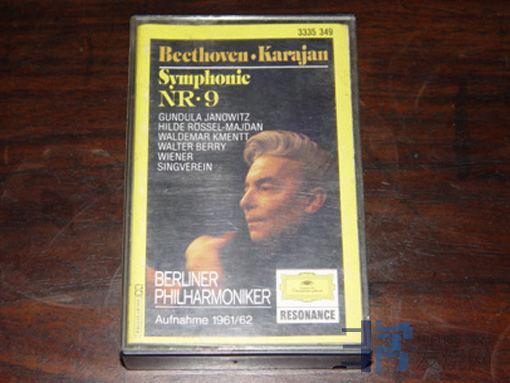 3335 349
Beethoven • Karajan
Symphonie
NR • 9
GUNDULA JANOWITZ
HILDE RÖSSEL-MAJDAN
WALDEMAR KMENTT
WALTER BERRY
WIENER
SINGVEREIN
BERLINER
PHILHARMONIKER
Aufnahme 1961/62
RESONANCE